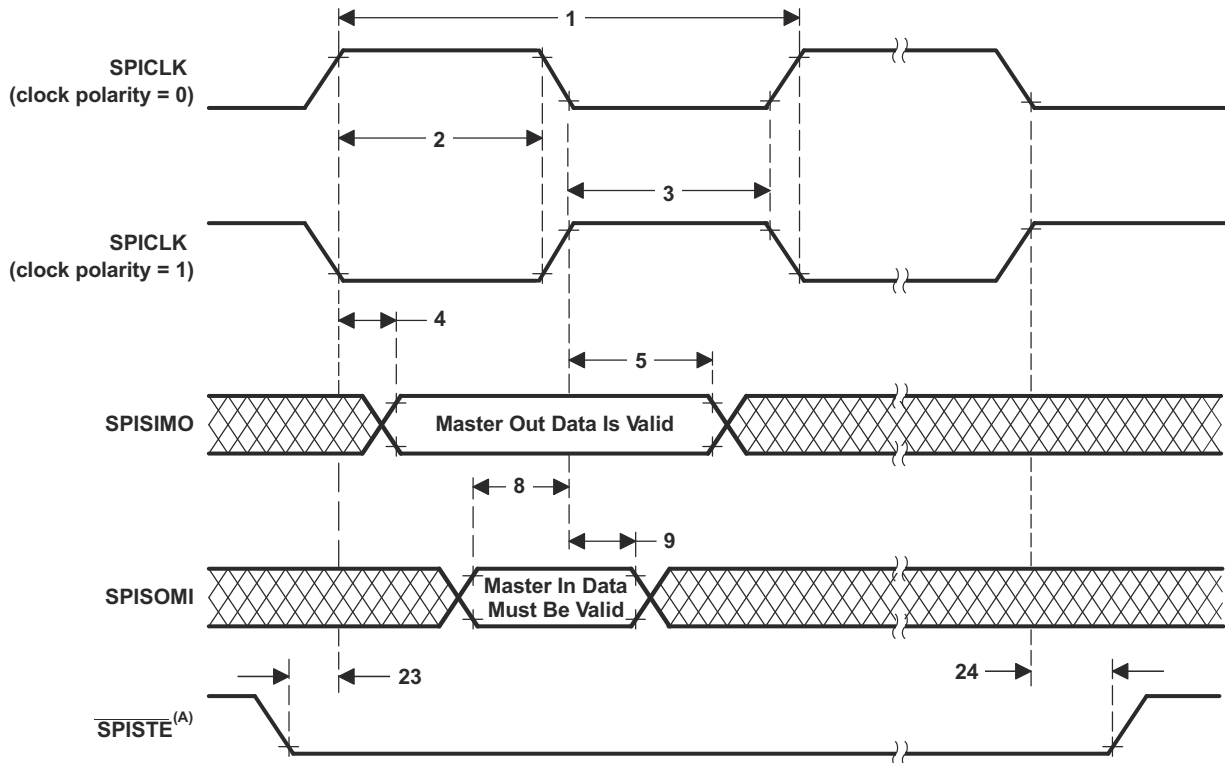 1
SPICLK
(clock polarity = 0)
2
3
SPICLK
(clock polarity = 1)
4
5
SPISIMO
Master Out Data Is Valid
8
9
SPISOMI
Master In Data
Must Be Valid
23
24
SPISTE(A)